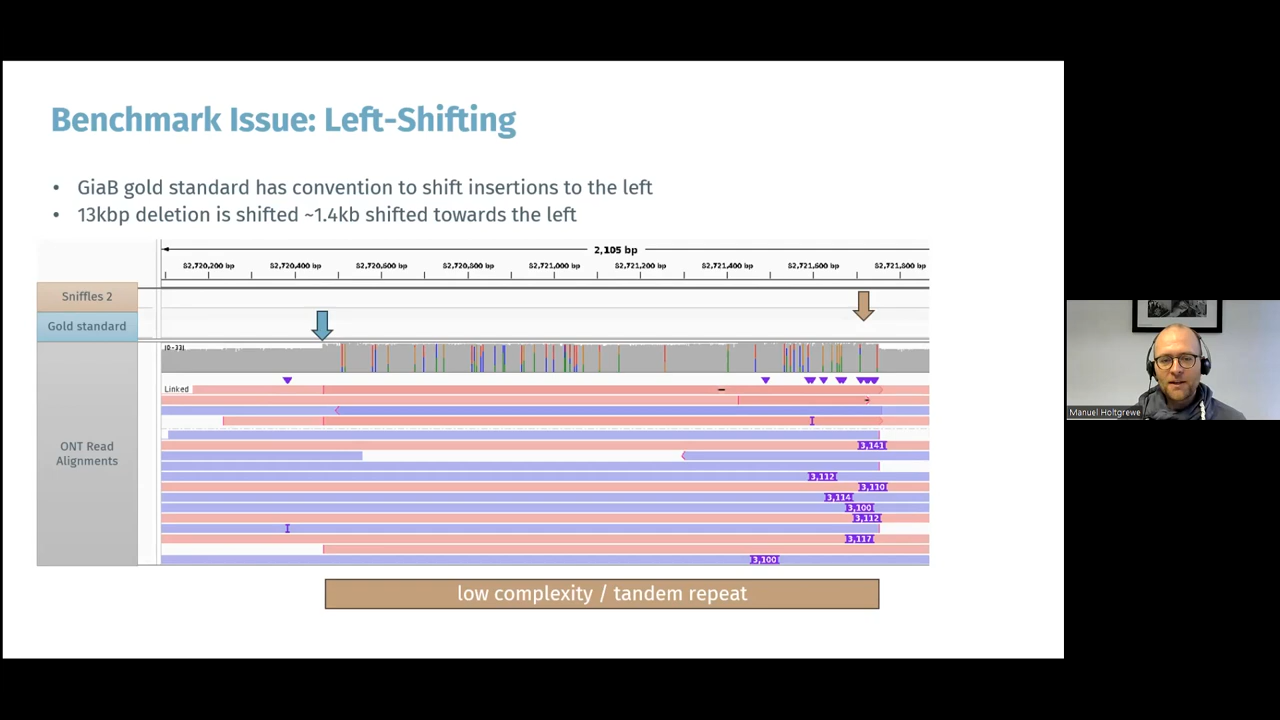 Benchmark Issue: Left-Shifting
• GiaB gold standard has convention to shift insertions to the left
• 13kbp deletion is shifted ~1.4kb shifted towards the left
2,105 bp
52,720,200 bp 52,720,400 bp 52,720,600 bp 52,720,800 bp 52,721,000 bp 52,721,200 bp 52,721,400 bp 52,721,600 bp 52,721,800 bp
Sniffles 2
Gold standard
[0-33]
Linked
ONT Read
Alignments
3,141
3,112
3,110
3,114
3,100
3,112
3,117
3,100
low complexity / tandem repeat
Manuel Holtgrewe